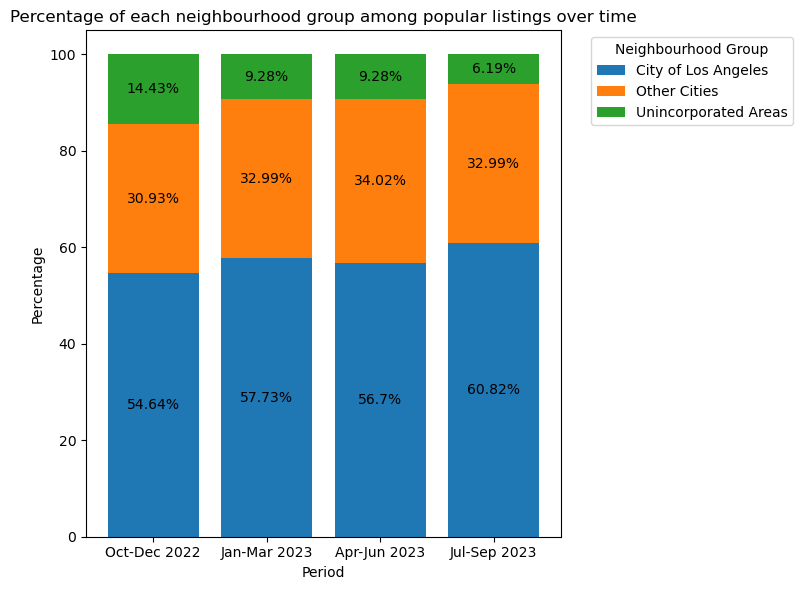 Percentage of each neighbourhood group among popular listings over time
Neighbourhood Group
City of Los Angeles
Other Cities
Unincorporated Areas
Percentage
100
80
60
40
20
0
14.43%
9.28%
9.28%
6.19%
30.93%
32.99%
34.02%
32.99%
54.64%
57.73%
56.7%
60.82%
Oct-Dec 2022
Jan-Mar 2023
Apr-Jun 2023
Jul-Sep 2023
Period